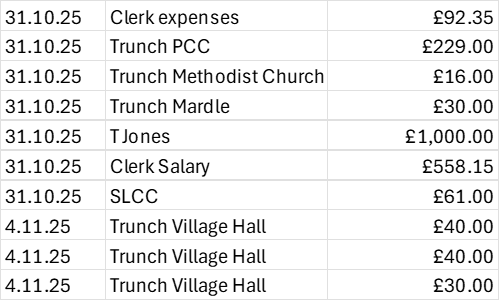 31.10.25 Clerk expenses £92.35
31.10.25 Trunch PCC £229.00
31.10.25 Trunch Methodist Church £16.00
31.10.25 Trunch Mardle £30.00
31.10.25 T Jones £1,000.00
31.10.25 Clerk Salary £558.15
31.10.25 SLCC £61.00
4.11.25 Trunch Village Hall £40.00
4.11.25 Trunch Village Hall £40.00
4.11.25 Trunch Village Hall £30.00